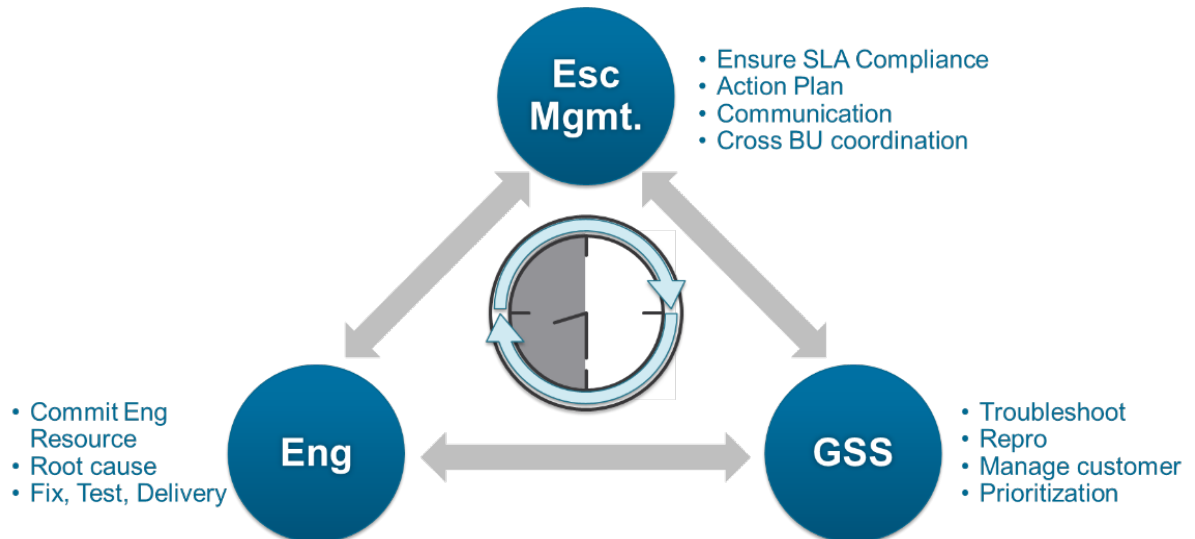 Esc
Mgmt.
• Ensure SLA Compliance
• Action Plan
• Communication
• Cross BU coordination
• Commit Eng
Resource
• Root cause
• Fix, Test, Delivery
Eng
GSS
• Troubleshoot
• Repro
• Manage customer
• Prioritization